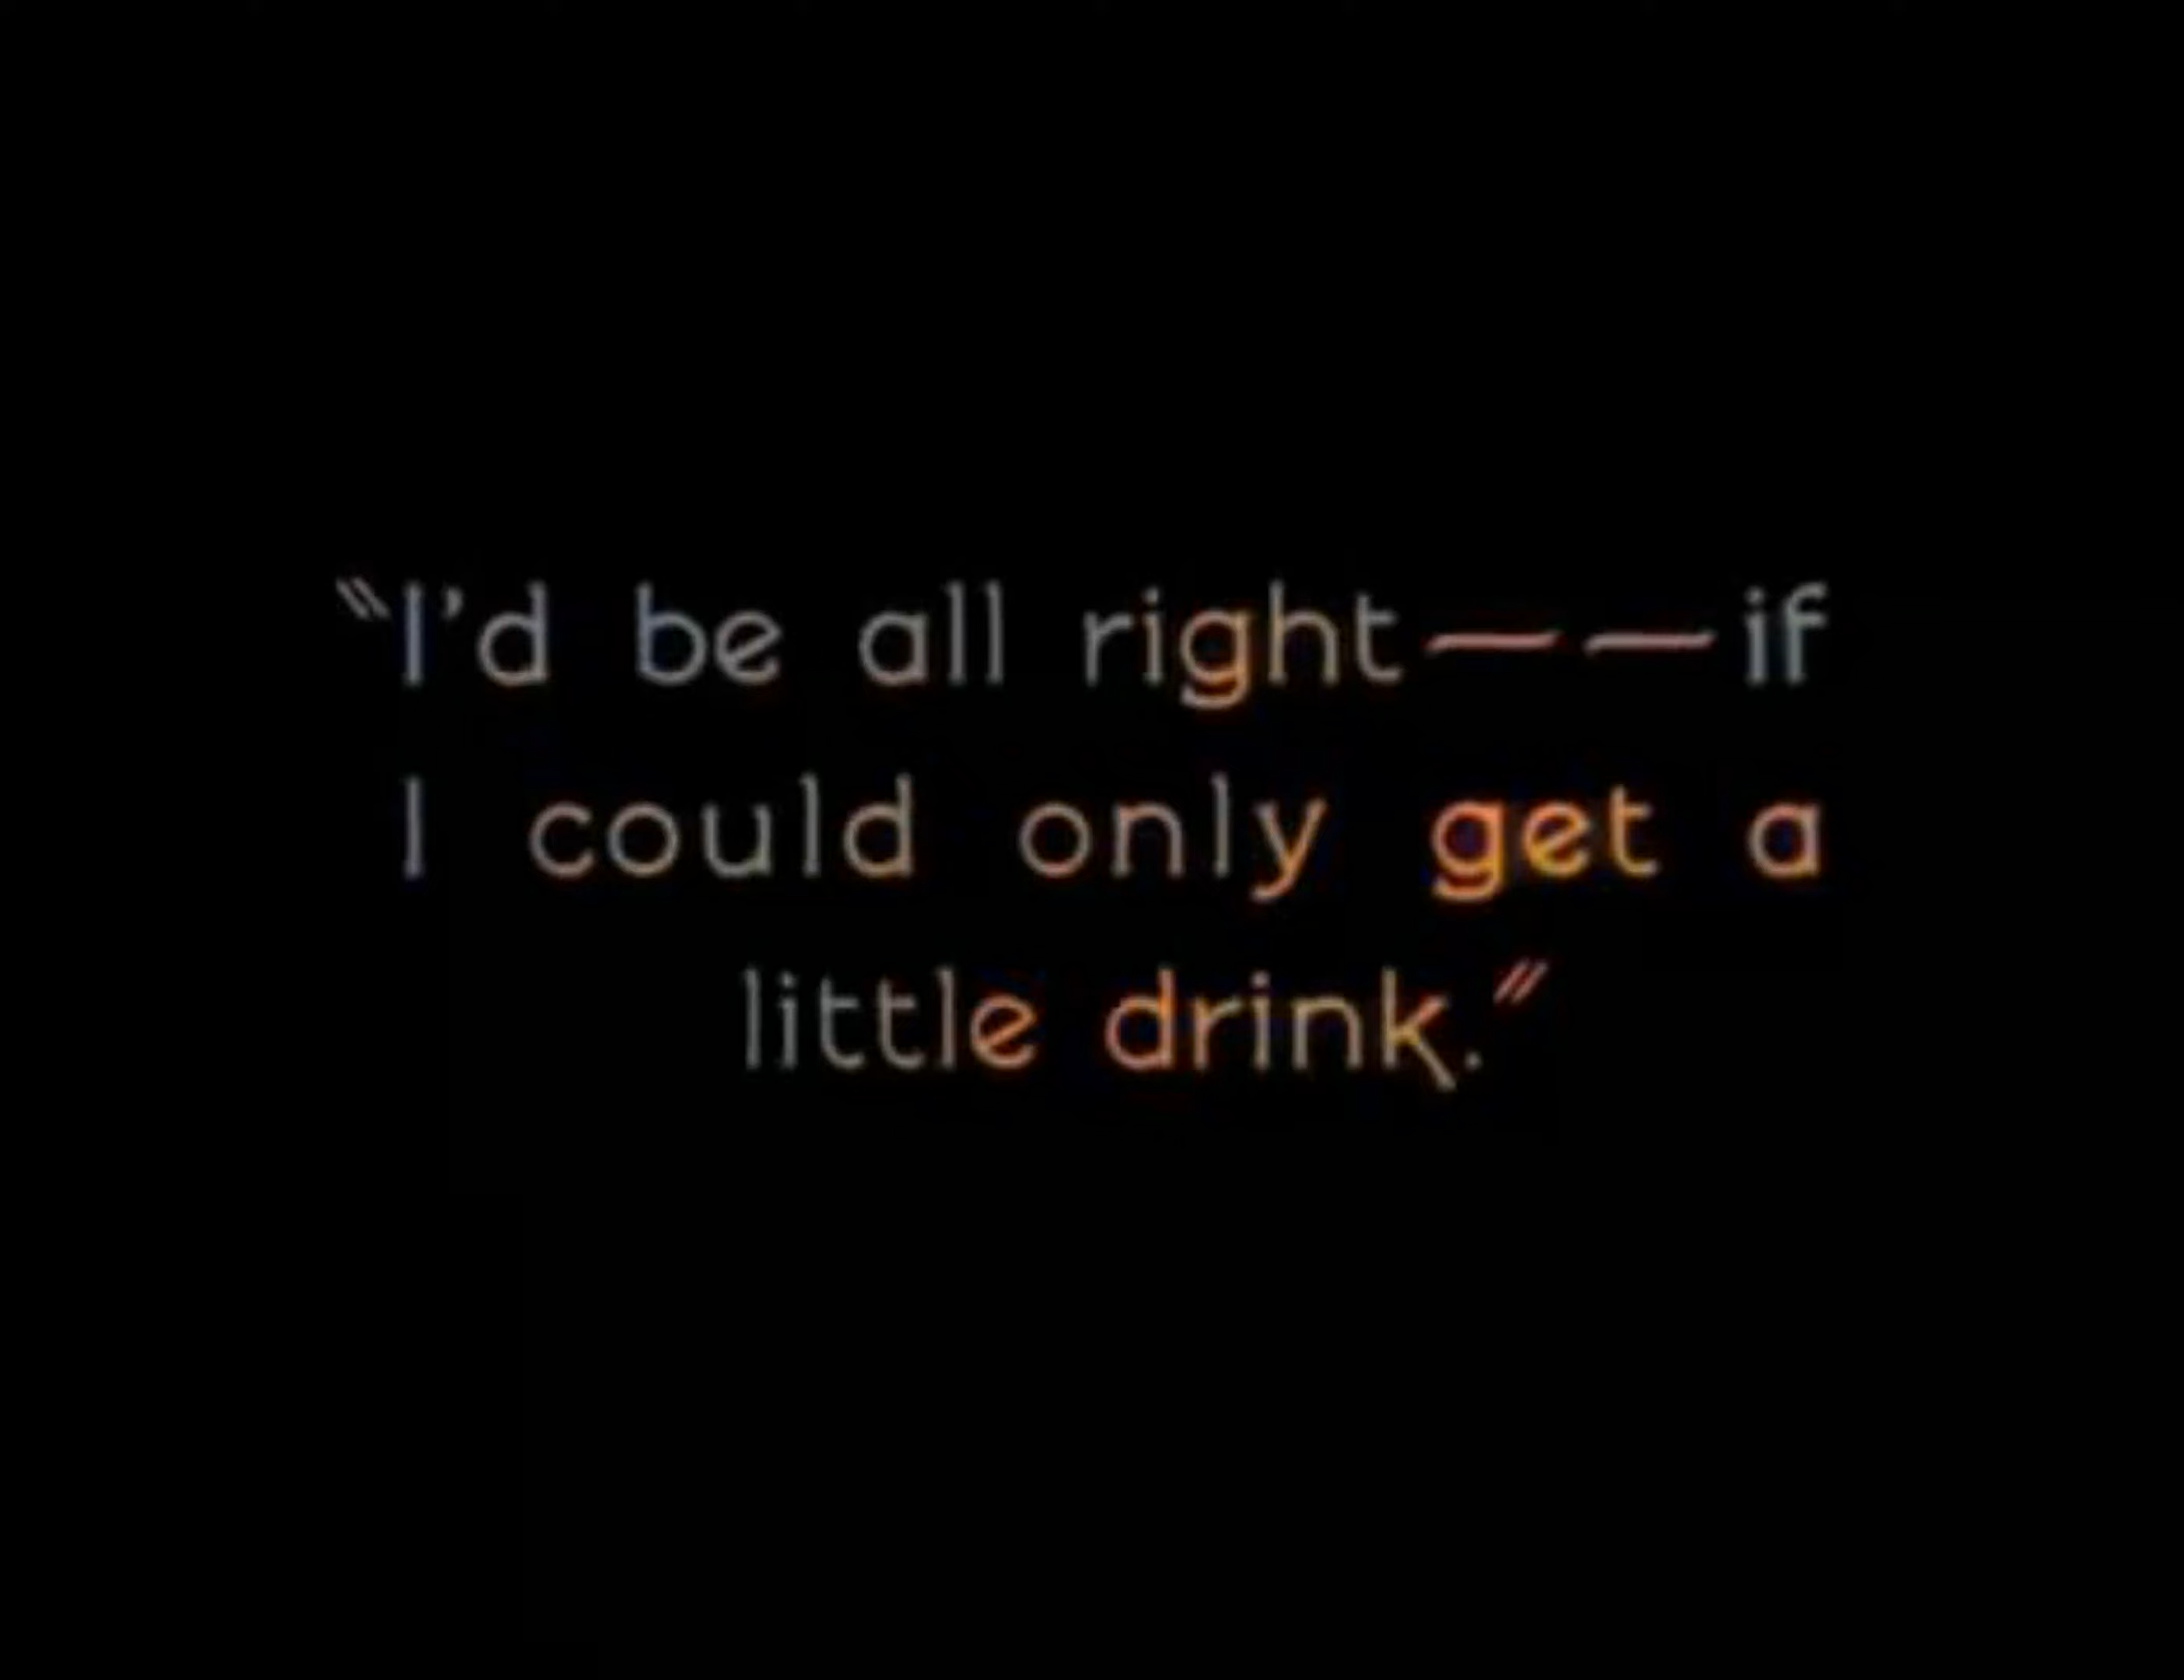 "I'd be all right——if
I could only get a
little drink."